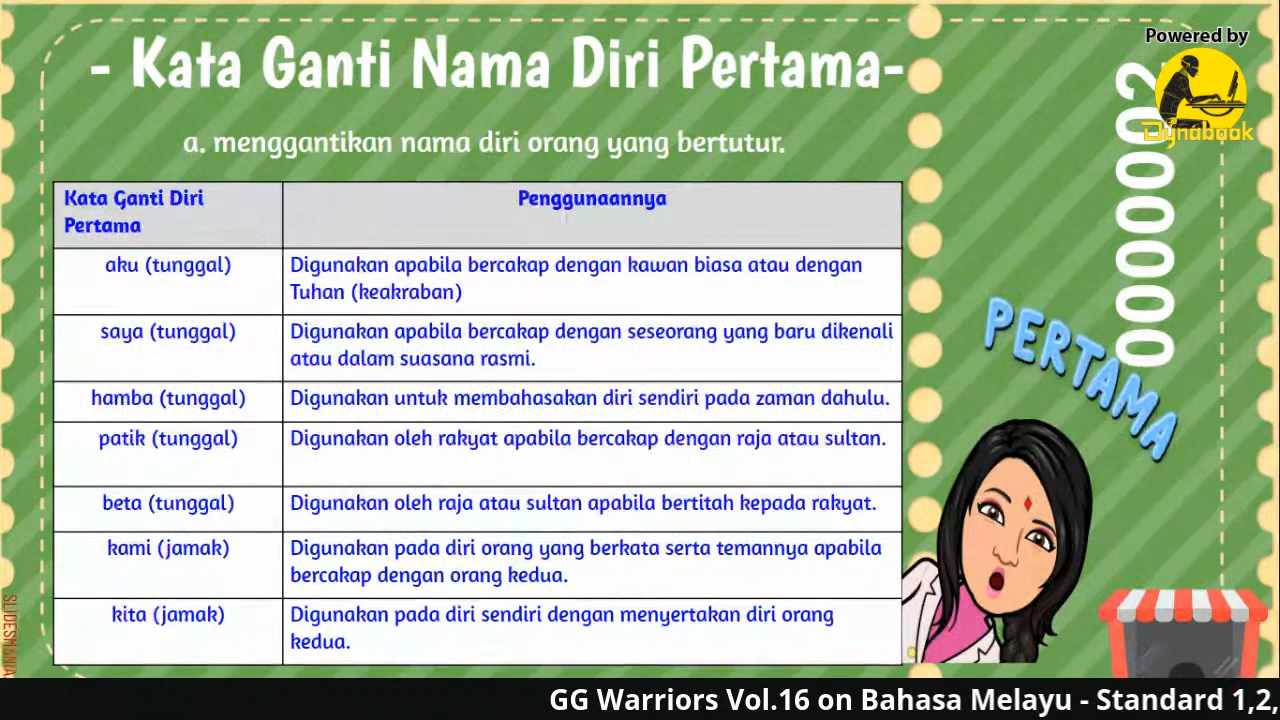 - Kata Ganti Nama Diri Pertama-
a. menggantikan nama diri orang yang bertutur.
Kata Ganti Diri
Pertama
Penggunaannya
aku (tunggal)
Digunakan apabila bercakap dengan kawan biasa atau dengan
Tuhan (keakraban)
saya (tunggal)
Digunakan apabila bercakap dengan seseorang yang baru dikenali
atau dalam suasana rasmi.
hamba (tunggal)
Digunakan untuk membahasakan diri sendiri pada zaman dahulu.
patik (tunggal)
Digunakan oleh rakyat apabila bercakap dengan raja atau sultan.
beta (tunggal)
Digunakan oleh raja atau sultan apabila bertitah kepada rakyat.
kami (jamak)
Digunakan pada diri orang yang berkata serta temannya apabila
bercakap dengan orang kedua.
kita (jamak)
Digunakan pada diri sendiri dengan menyertakan diri orang
kedua.
Powered by
Dynabook
PERTAMA
SLIDESMANIA
GG Warriors Vol.16 on Bahasa Melayu - Standard 1,2,